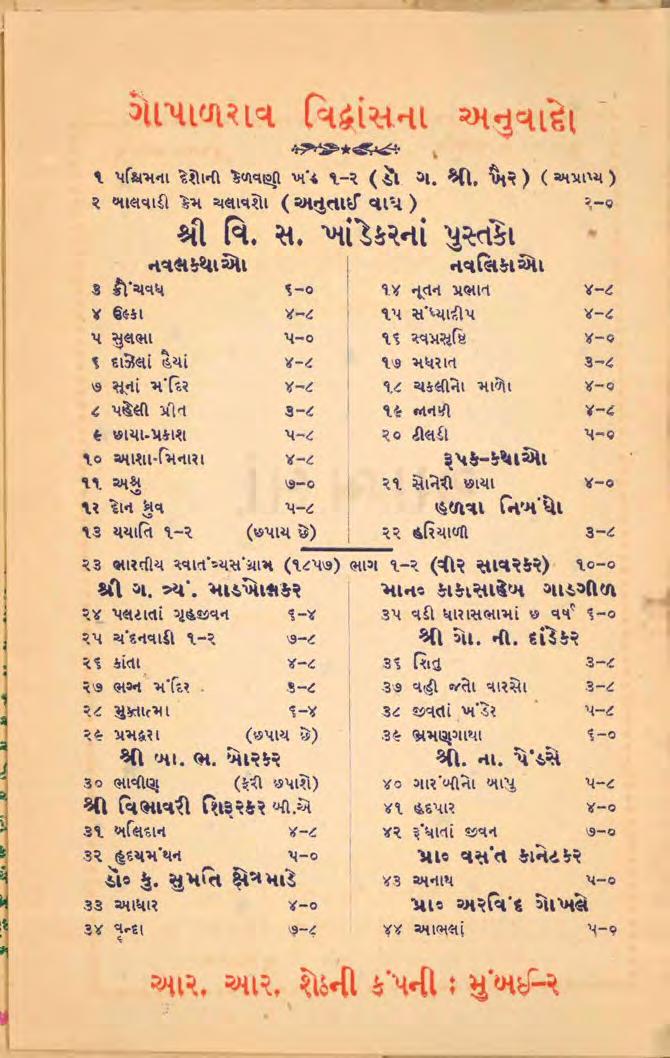 ગોપાળરાવ વિદ્વાંસના અનુવાદો
૧ પશ્ચિમના દેશોની કેળવણી ખંડ ૧-૨ (ડૉ ગ. શ્રી. ખૈર) (અપ્રાપ્ય)
૨ બાલવાડી કેમ ચલાવશો (અનુતાઈ વાઘ) ૨-૦
શ્રી વિ. સ. ખાંડેકરનાં પુસ્તકો
નવલકથાઓ
૩ ક્રૌંચવધ ૬-૦
૪ ઉલ્કા ૪-૮
૫ સુલભા ૫-૦
૬ દાઝેલાં હૈયાં ૪-૮
૭ સૂનાં મંદિર ૪-૮
૮ પહેલી પ્રીત ૩-૮
૯ છાયા-પ્રકાશ ૫-૮
૧૦ આશા-મિનારા ૪-૮
૧૧ અશ્રુ ૭-૦
૧૨ દોન ધ્રુવ ૫-૮
૧૩ યયાતિ ૧-૨ (છપાય છે)
નવલિકાઓ
૧૪ નૂતન પ્રભાત ૪-૮
૧૫ સંધ્યાદીપ ૪-૮
૧૬ સ્વપ્નસૃષ્ટિ ૪-૦
૧૭ મધરાત ૩-૮
૧૮ ચકલીનો માળો ૪-૦
૧૯ જાનકી ૪-૮
૨૦ ટીલડી ૫-૦
રૂપક-કથાઓ
૨૧ સોનેરી છાયા ૪-૦
હળવા નિબંધો
૨૨ હરિયાળી ૩-૮
૨૩ ભારતીય સ્વાતંત્ર્યસંગ્રામ (૧૮૫૭) ભાગ ૧-૨ (વીર સાવરકર) ૧૦-૦
શ્રી ગ. ત્ર્યં. માડખોલકર
૨૪ પલટાતાં ગૃહજીવન ૬-૪
૨૫ ચંદનવાડી ૧-૨ ૭-૮
૨૬ કાંતા ૪-૮
૨૭ ભગ્ન મંદિર ૩-૮
૨૮ મુક્તાત્મા ૬-૪
૨૯ પ્રમદ્વરા (છપાય છે)
શ્રી બા. ભ. બોરકર
૩૦ ભાવીણ (ફરી છપાશે)
શ્રી વિભાવરી શિરૂરકર બી.એ
૩૧ બલિદાન ૪-૮
૩૨ હૃદયમંથન ૫-૦
ડૉ૦ કુ. સુમતિ ક્ષેત્રમાડે
૩૩ આધાર ૪-૦
૩૪ વૃન્દા ૭-૮
માન૦ કાકાસાહેબ ગાડગીળ
૩૫ વડી ધારાસભામાં છ વર્ષ ૬-૦
શ્રી ગો. ની. દાંડેકર
૩૬ શિતુ ૩-૮
૩૭ વહી જતો વારસો ૩-૮
૩૮ જીવતાં ખંડેર ૫-૮
૩૯ ભ્રમણગાથા ૬-૦
શ્રી. ના. પેંડસે
૪૦ ગારંબીનો બાપુ ૫-૮
૪૧ હદપાર ૪-૦
૪૨ રૂંધાતાં જીવન ૭-૦
પ્રા૦ વસંત કાનેટકર
૪૩ અનાથ ૫-૦
પ્રા૦ અરવિંદ ગોખલે
૪૪ આભલાં ૫-૦
આર. આર. શેઠની કંપની : મુંબઈ-૨